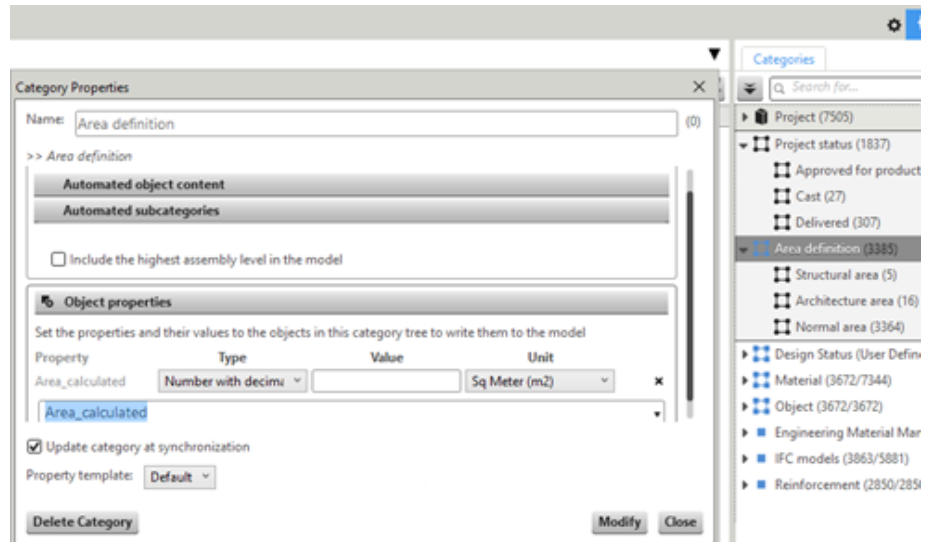 Category Properties
Name: Area definition (0)
>> Area definition
Automated object content
Automated subcategories
Include the highest assembly level in the model
Object properties
Set the properties and their values to the objects in this category tree to write them to the model
Property Type Value Unit
Area_calculated Number with decima Sq Meter (m2)
Area_calculated
Update category at synchronization
Property template: Default
Delete Category Modify Close
Categories
Search for...
Project (7505)
Project status (1837)
Approved for product
Cast (27)
Delivered (307)
Area definition (3385)
Structural area (5)
Architecture area (16)
Normal area (3364)
Design Status (User Define
Material (3672/7344)
Object (3672/3672)
Engineering Material Mar
IFC models (3863/5881)
Reinforcement (2850/285